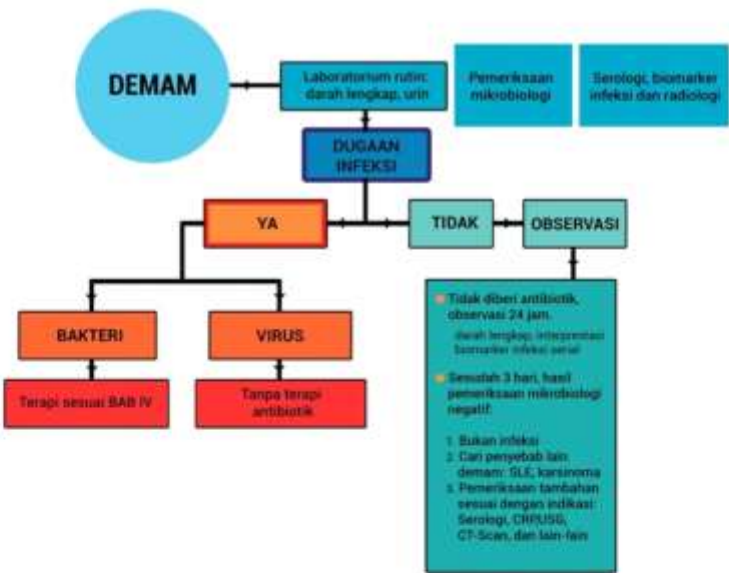 DEMAM
Laboratorium rutin:
darah lengkap, urin
Pemeriksaan
mikrobiologi
Serologi, biomarker
infeksi dan radiologi
DUGAAN
INFEKSI
YA
TIDAK
OBSERVASI
BAKTERI
VIRUS
Terapi sesuai BAB IV
Tanpa terapi
antibiotik
Tidak diberi antibiotik,
observasi 24 jam.
darah lengkap, interprestasi
biomarker infeksi serial
Sesudah 3 hari, hasil
pemeriksaan mikrobiologi
negatif:
1. Bukan infeksi
2. Cari penyebab lain
demam: SLE, karsinoma
3. Pemeriksaan tambahan
sesuai dengan indikasi:
Serologi, CRP,USG,
CT-Scan, dan lain-lain